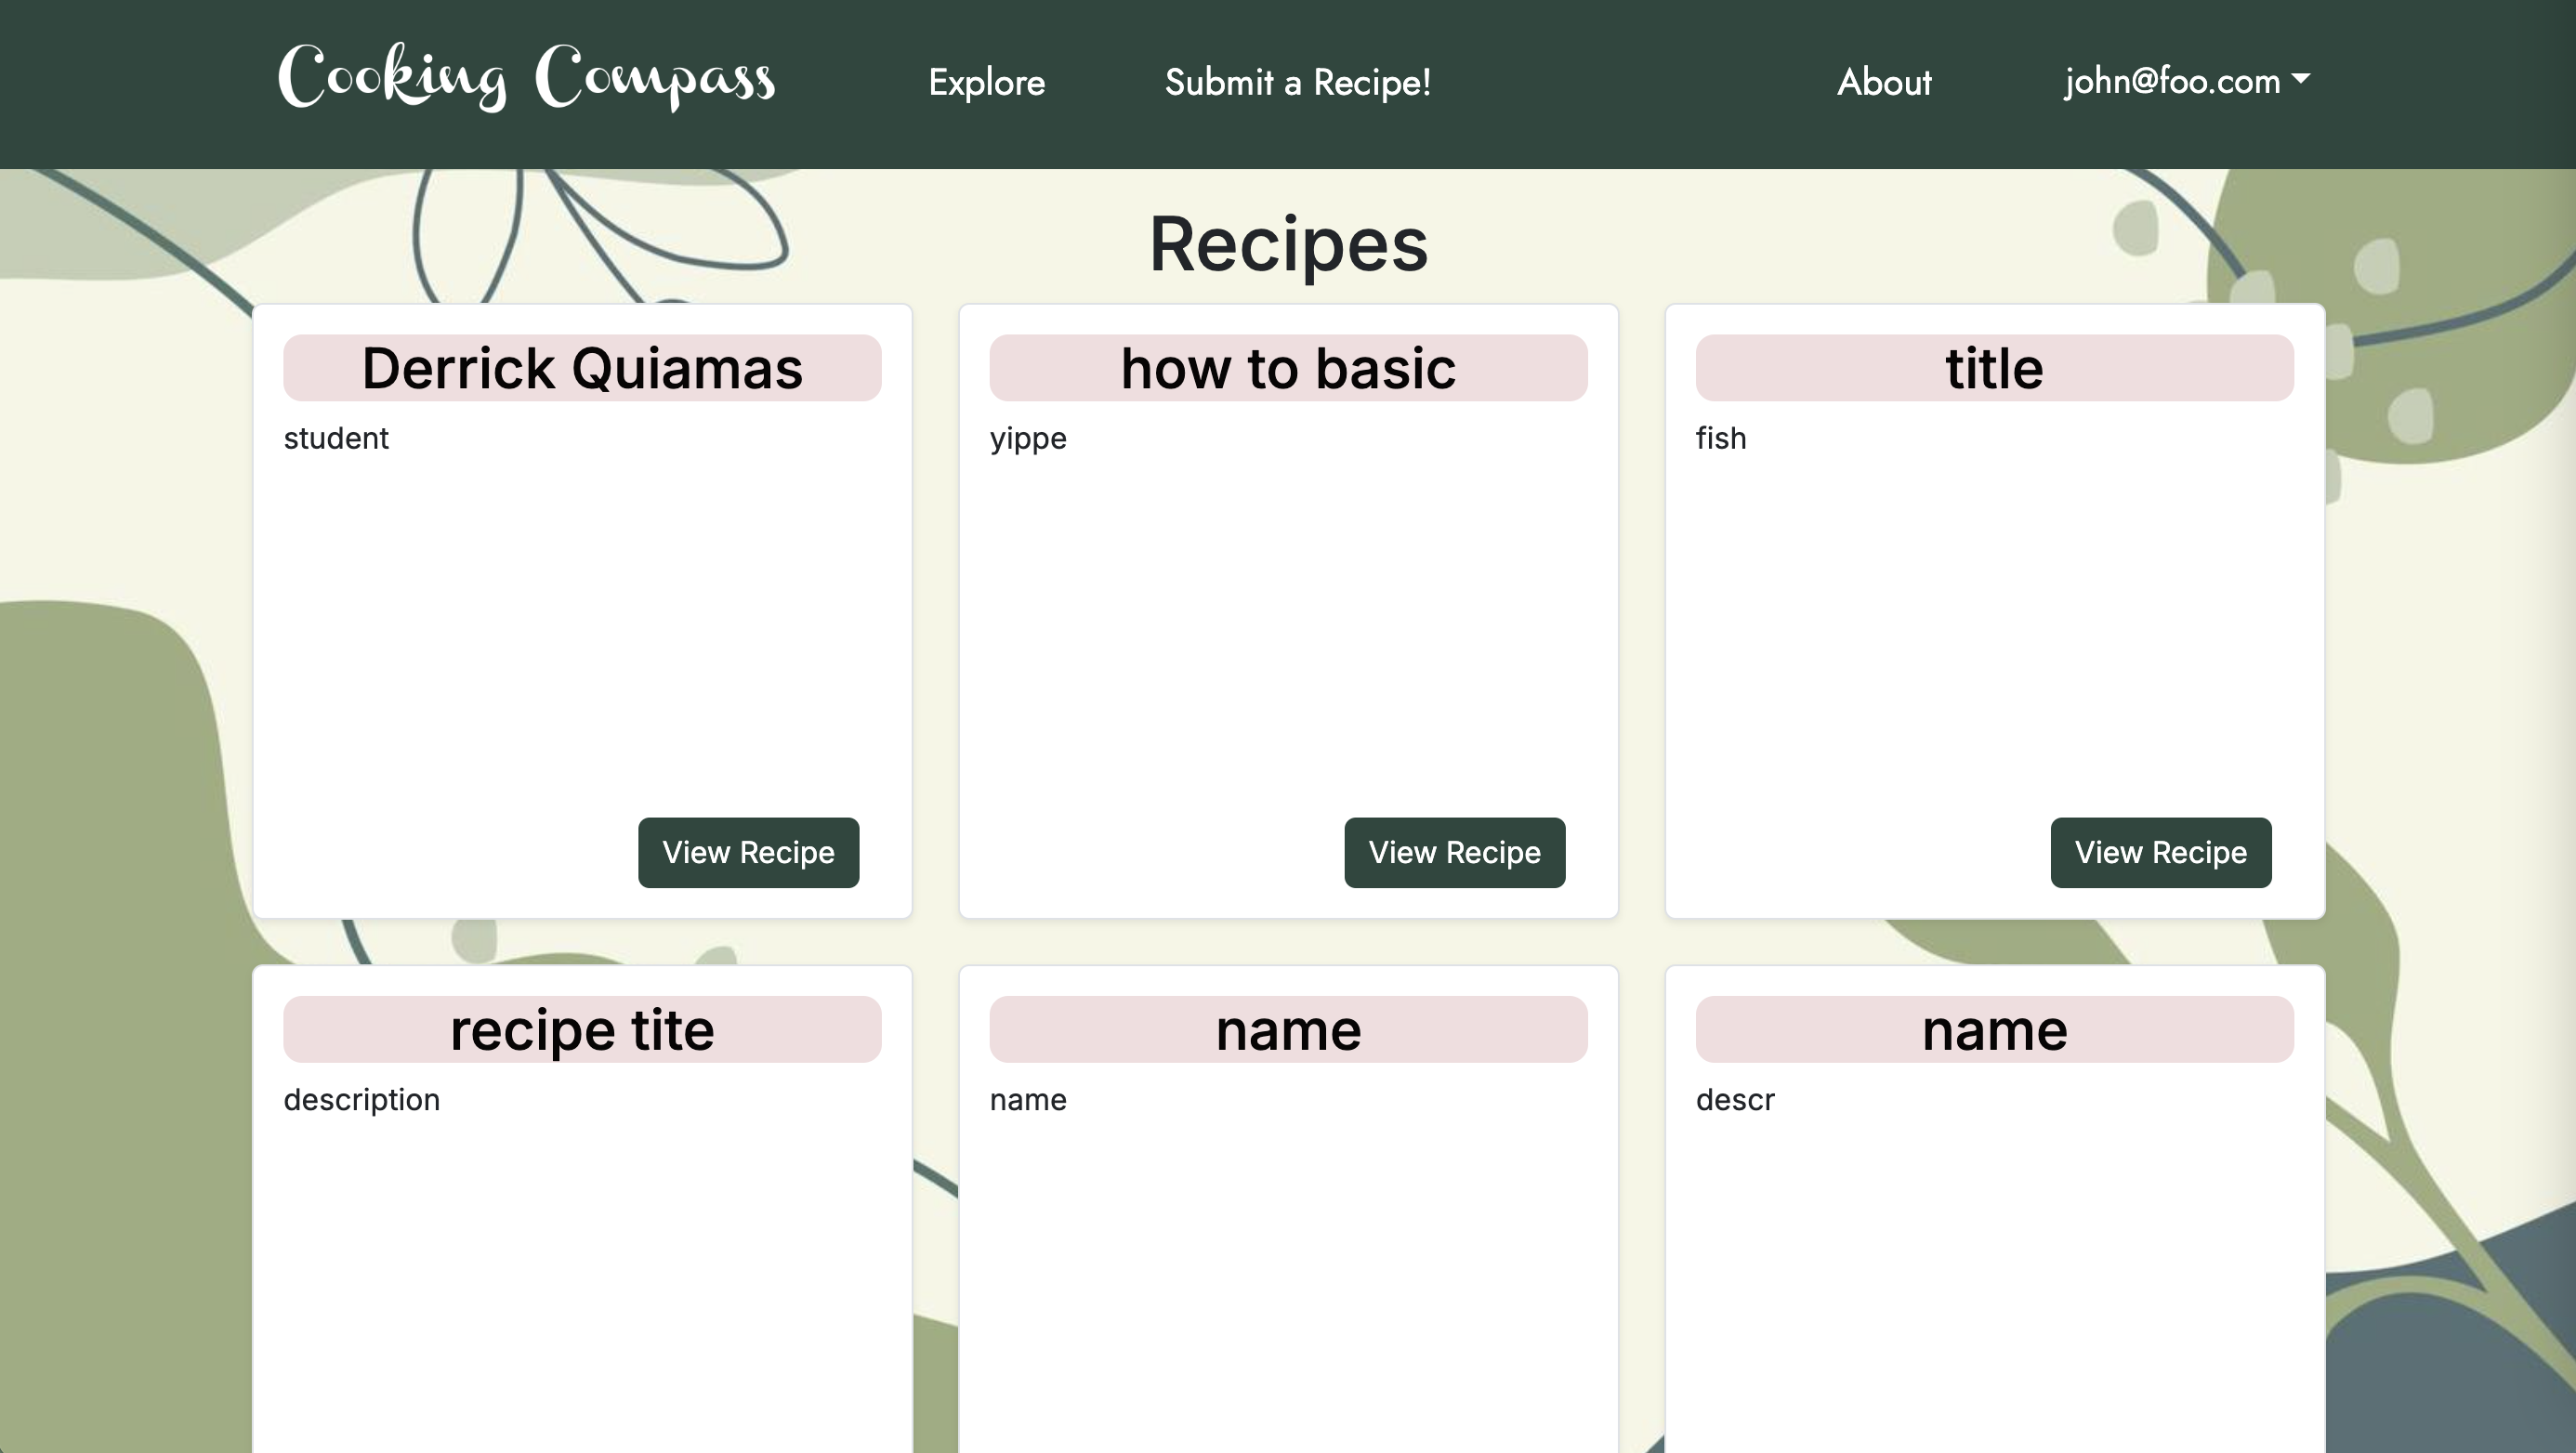 Cooking Compass
Explore
Submit a Recipe!
About
john@foo.com
Recipes
Derrick Quiamas
student
View Recipe
how to basic
yippe
View Recipe
title
fish
View Recipe
recipe tite
description
name
name
name
descr